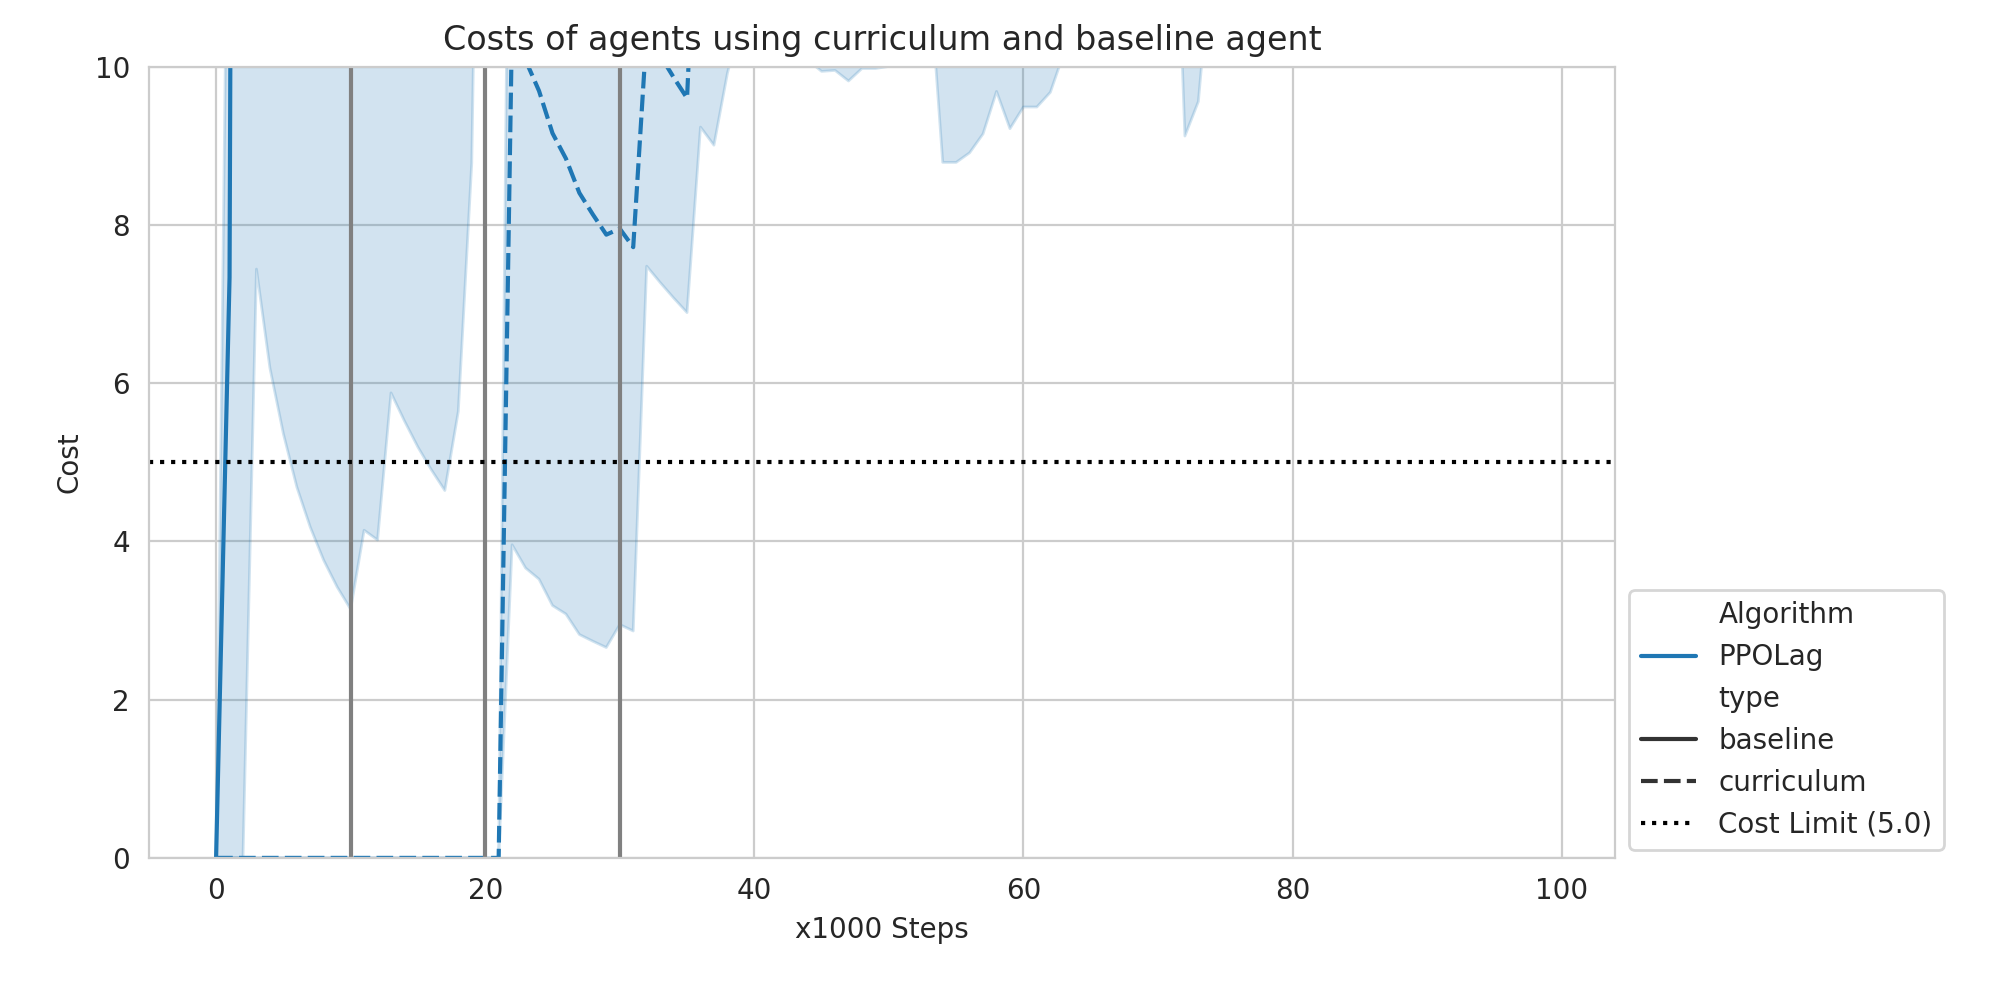 Costs of agents using curriculum and baseline agent
10
8
6
4
2
0
Cost
0 20 40 60 80 100
x1000 Steps
Algorithm
PPOLag
type
baseline
curriculum
Cost Limit (5.0)